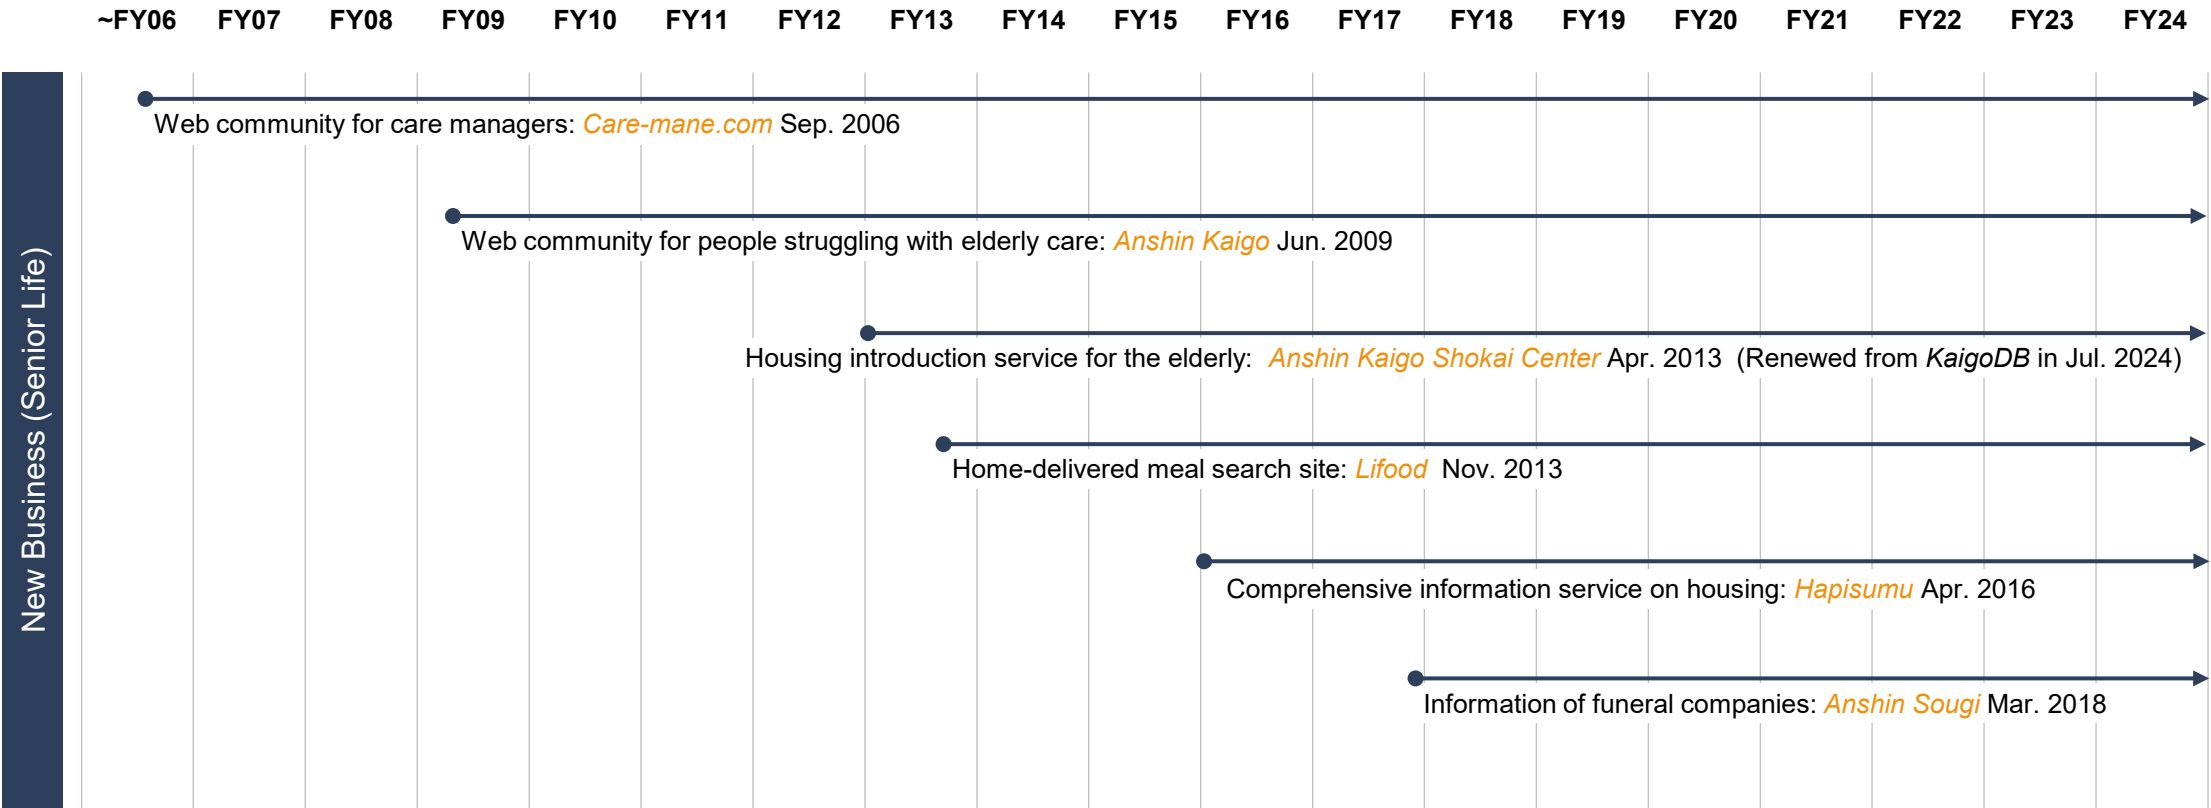 ~FY06 FY07 FY08 FY09 FY10 FY11 FY12 FY13 FY14 FY15 FY16 FY17 FY18 FY19 FY20 FY21 FY22 FY23 FY24
New Business (Senior Life)
Web community for care managers: Care-mane.com Sep. 2006
Web community for people struggling with elderly care: Anshin Kaigo Jun. 2009
Housing introduction service for the elderly: Anshin Kaigo Shokai Center Apr. 2013 (Renewed from KaigoDB in Jul. 2024)
Home-delivered meal search site: Lifood Nov. 2013
Comprehensive information service on housing: Hapisumu Apr. 2016
Information of funeral companies: Anshin Sougi Mar. 2018